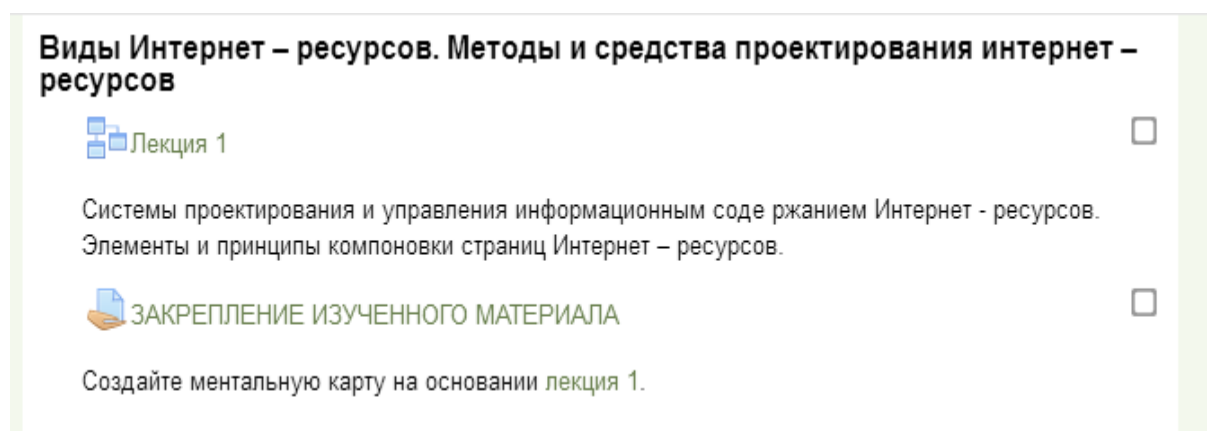 Виды Интернет – ресурсов. Методы и средства проектирования интернет –
ресурсов
Лекция 1
Системы проектирования и управления информационным соде ржанием Интернет - ресурсов.
Элементы и принципы компоновки страниц Интернет – ресурсов.
ЗАКРЕПЛЕНИЕ ИЗУЧЕННОГО МАТЕРИАЛА
Создайте ментальную карту на основании лекция 1.